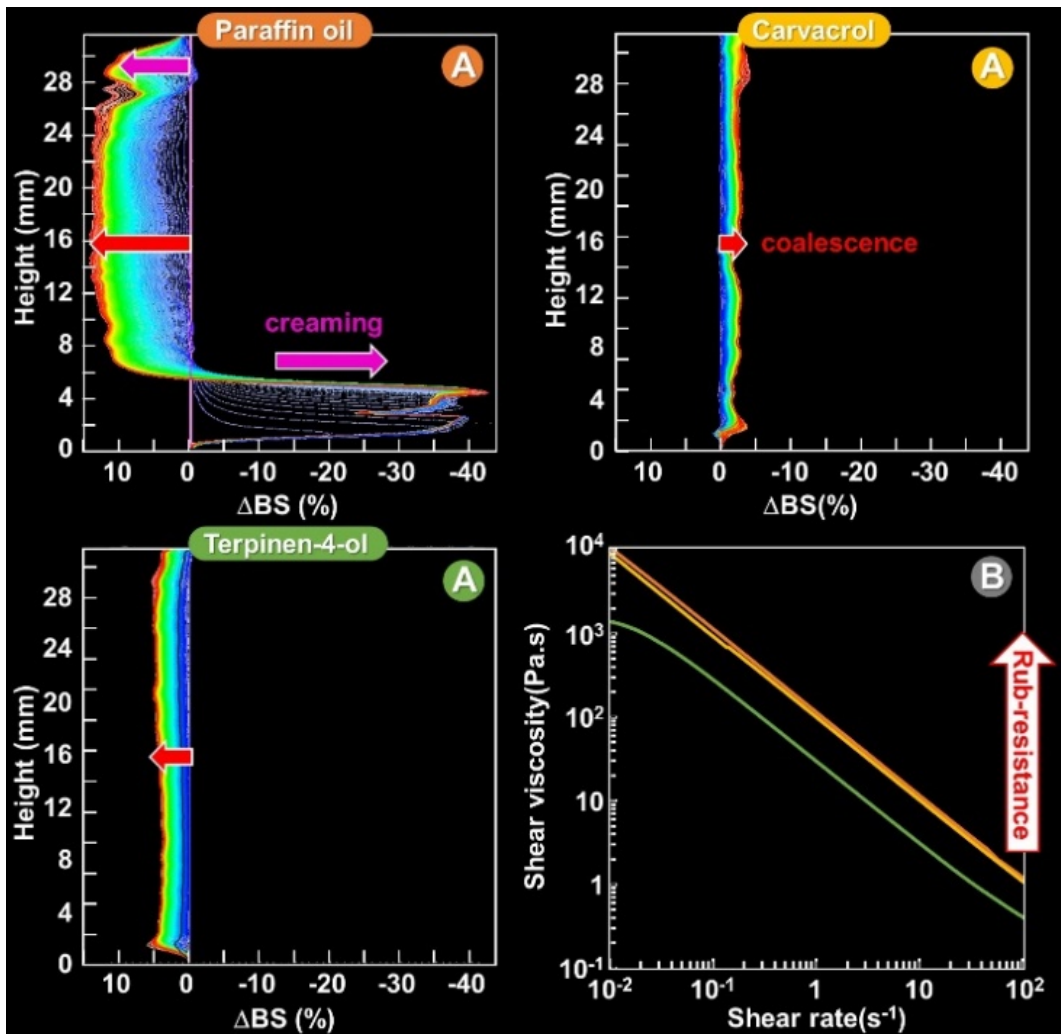 Paraffin oil
A
Height (mm)
28
24
20
16
12
8
4
0
creaming
10 0 -10 -20 -30 -40
ΔBS (%)
Carvacrol
A
Height (mm)
28
24
20
16
12
8
4
0
coalescence
10 0 -10 -20 -30 -40
ΔBS(%)
Terpinen-4-ol
A
Height (mm)
28
24
20
16
12
8
4
0
10 0 -10 -20 -30 -40
ΔBS (%)
B
Shear viscosity(Pa.s)
10⁴
10³
10²
10
1
10⁻¹
10⁻² 10⁻¹ 1 10 10²
Shear rate(s⁻¹)
Rub-resistance